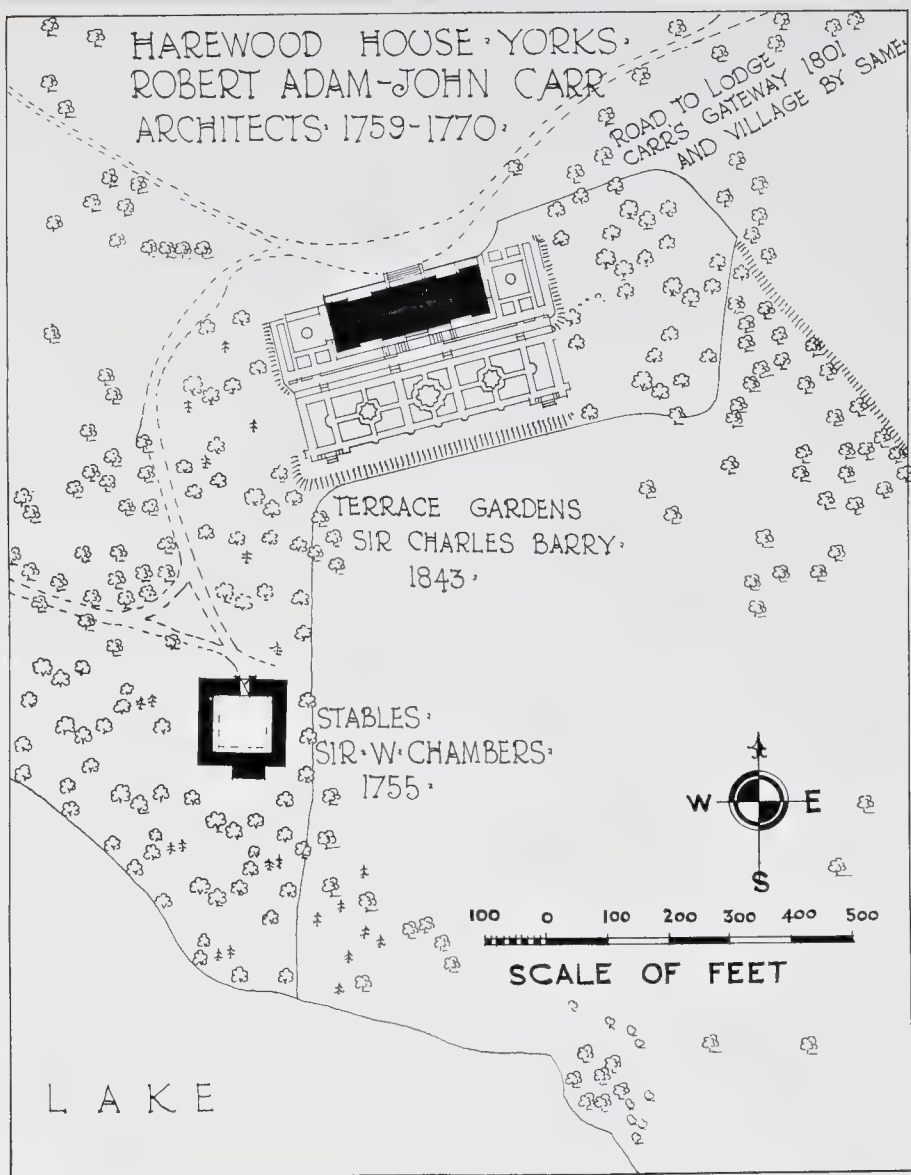 HAREWOOD HOUSE · YORKS ·
ROBERT ADAM-JOHN CARR
ARCHITECTS · 1759-1770 ·
ROAD TO LODGE
CARRS GATEWAY 1801
AND VILLAGE BY SAME ·
TERRACE GARDENS
SIR CHARLES BARRY ·
1843 ·
STABLES ·
SIR · W · CHAMBERS ·
1755 ·
W E
S
100 0 100 200 300 400 500
SCALE OF FEET
LAKE